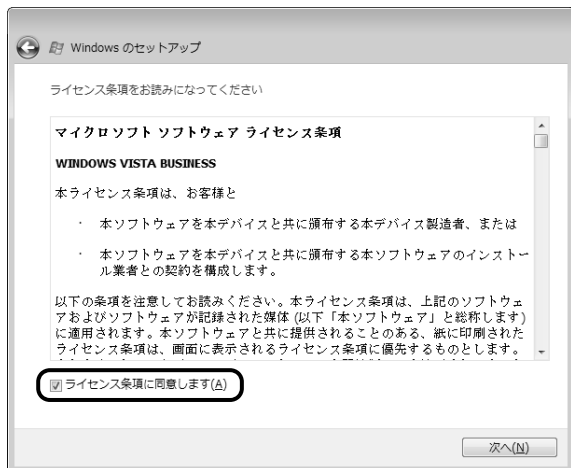 Windows のセットアップ
ライセンス条項をお読みになってください
マイクロソフト ソフトウェア ライセンス条項
WINDOWS VISTA BUSINESS
本ライセンス条項は、お客様と
· 本ソフトウェアを本デバイスと共に頒布する本デバイス製造者、または
· 本ソフトウェアを本デバイスと共に頒布する本ソフトウェアのインストー
ル業者との契約を構成します。
以下の条項を注意してお読みください。本ライセンス条項は、上記のソフトウェ
アおよびソフトウェアが記録された媒体 (以下「本ソフトウェア」と総称します)
に適用されます。本ソフトウェアと共に提供されることのある、紙に印刷された
ライセンス条項は、画面に表示されるライセンス条項に優先するものとします。
ライセンス条項に同意します(A)
次へ(N)